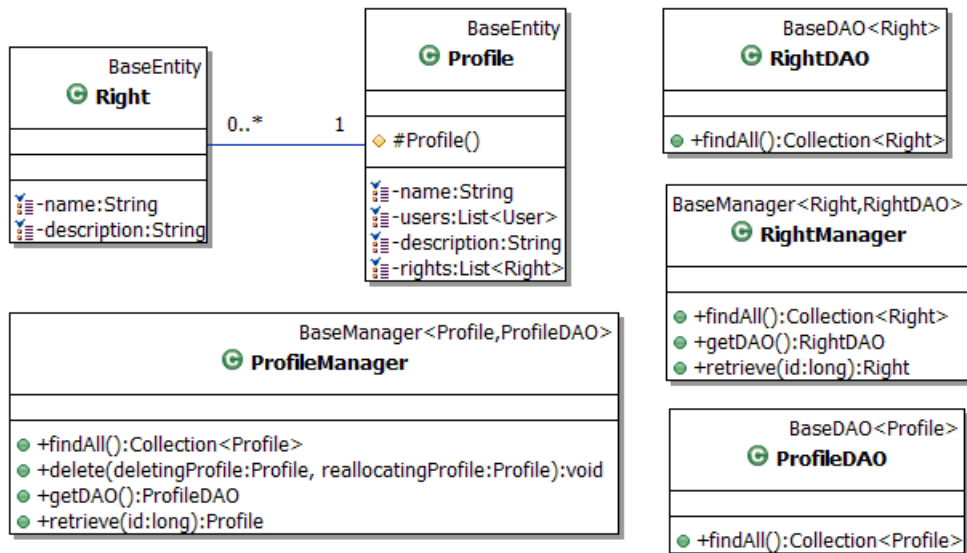 BaseEntity
Right
-name:String
-description:String
0..* 1
BaseEntity
Profile
#Profile()
-name:String
-users:List<User>
-description:String
-rights:List<Right>
BaseDAO<Right>
RightDAO
+findAll():Collection<Right>
BaseManager<Right,RightDAO>
RightManager
+findAll():Collection<Right>
+getDAO():RightDAO
+retrieve(id:long):Right
BaseManager<Profile,ProfileDAO>
ProfileManager
+findAll():Collection<Profile>
+delete(deletingProfile:Profile, reallocatingProfile:Profile):void
+getDAO():ProfileDAO
+retrieve(id:long):Profile
BaseDAO<Profile>
ProfileDAO
+findAll():Collection<Profile>